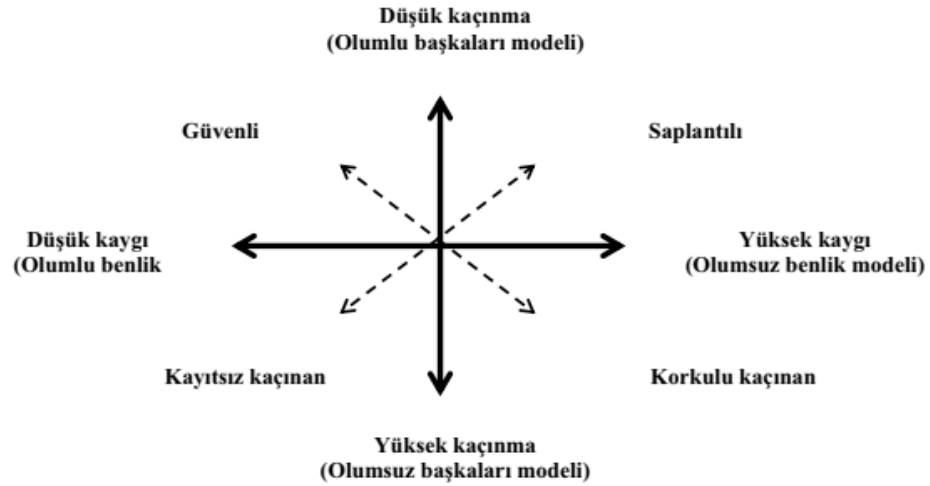 Düşük kaçınma
(Olumlu başkaları modeli)
Güvenli
Saplantılı
Düşük kaygı
(Olumlu benlik
Yüksek kaygı
(Olumsuz benlik modeli)
Kayıtsız kaçınan
Korkulu kaçınan
Yüksek kaçınma
(Olumsuz başkaları modeli)